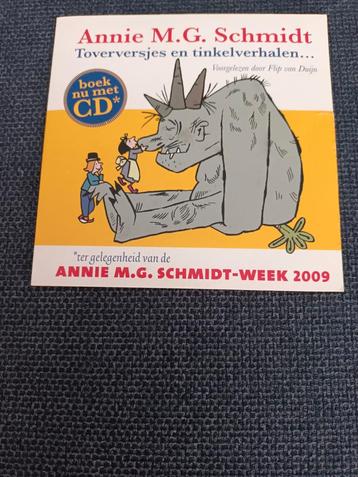 Annie M.G. Schmidt
Toverversjes en tinkelverhalen...
Voorgelezen door Flip van Duijn
boek
nu met
CD*
*ter gelegenheid van de
ANNIE M.G. SCHMIDT-WEEK 2009